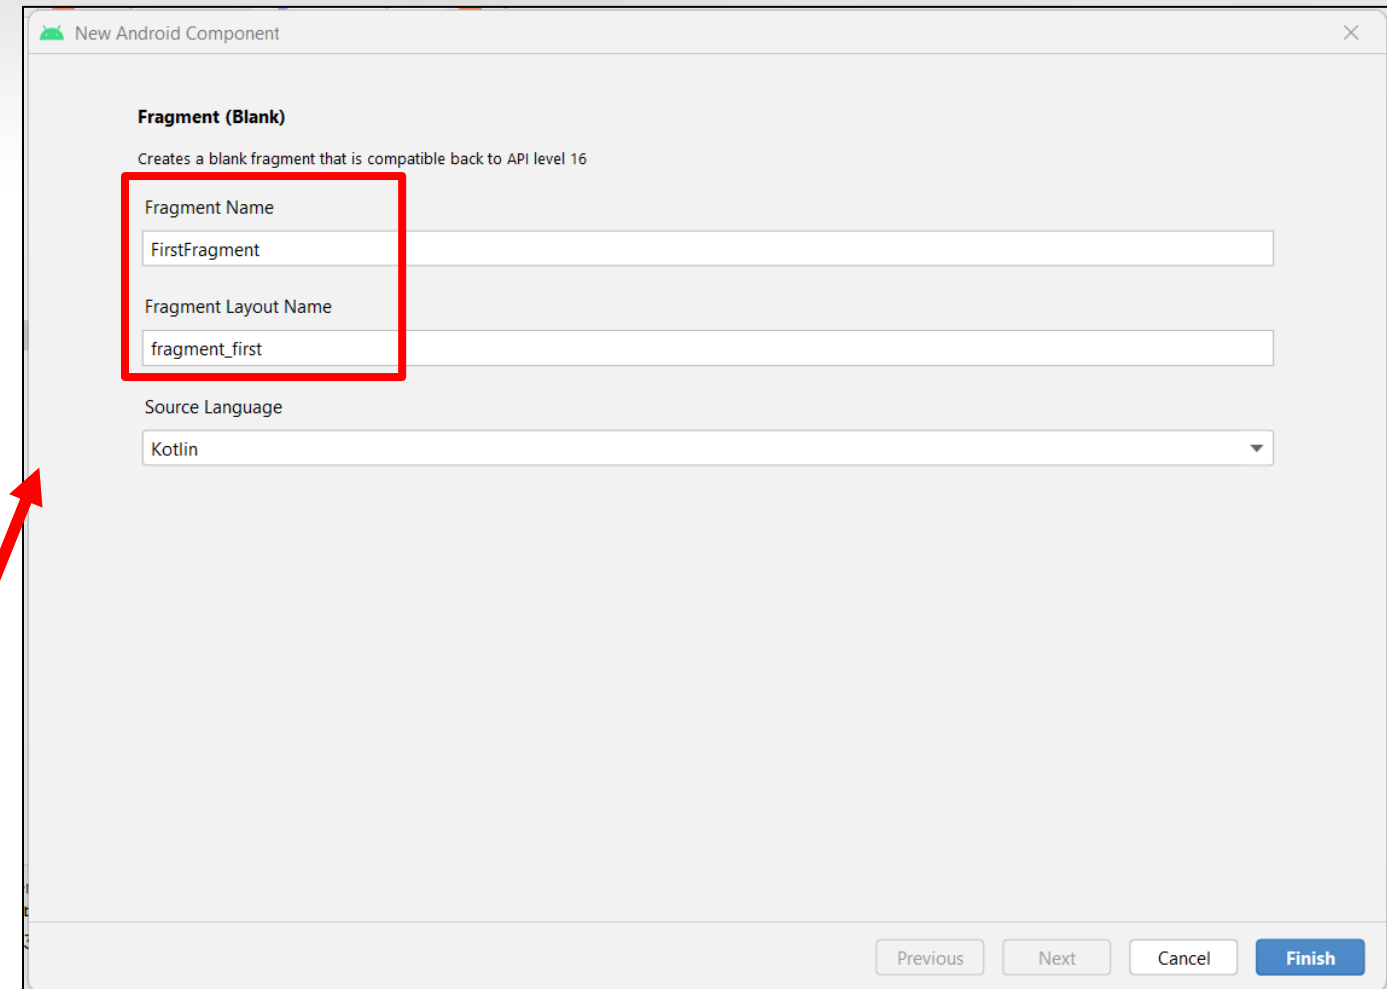 New Android Component
Fragment (Blank)
Creates a blank fragment that is compatible back to API level 16
Fragment Name
FirstFragment
Fragment Layout Name
fragment_first
Source Language
Kotlin
Previous
Next
Cancel
Finish